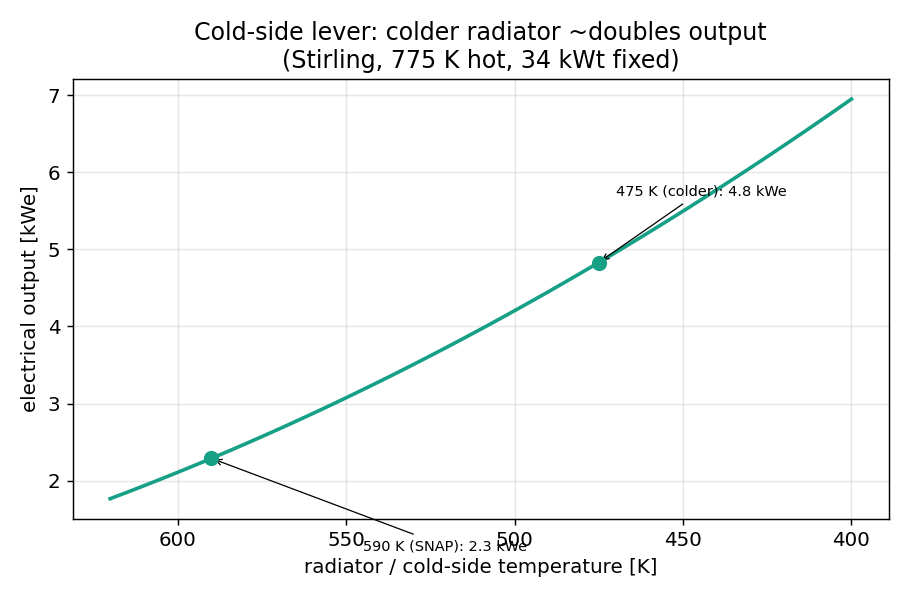 Cold-side lever: colder radiator ~doubles output
(Stirling, 775 K hot, 34 kWt fixed)
electrical output [kWe]
7
6
5
4
3
2
475 K (colder): 4.8 kWe
590 K (SNAP): 2.3 kWe
600
550
500
450
400
radiator / cold-side temperature [K]